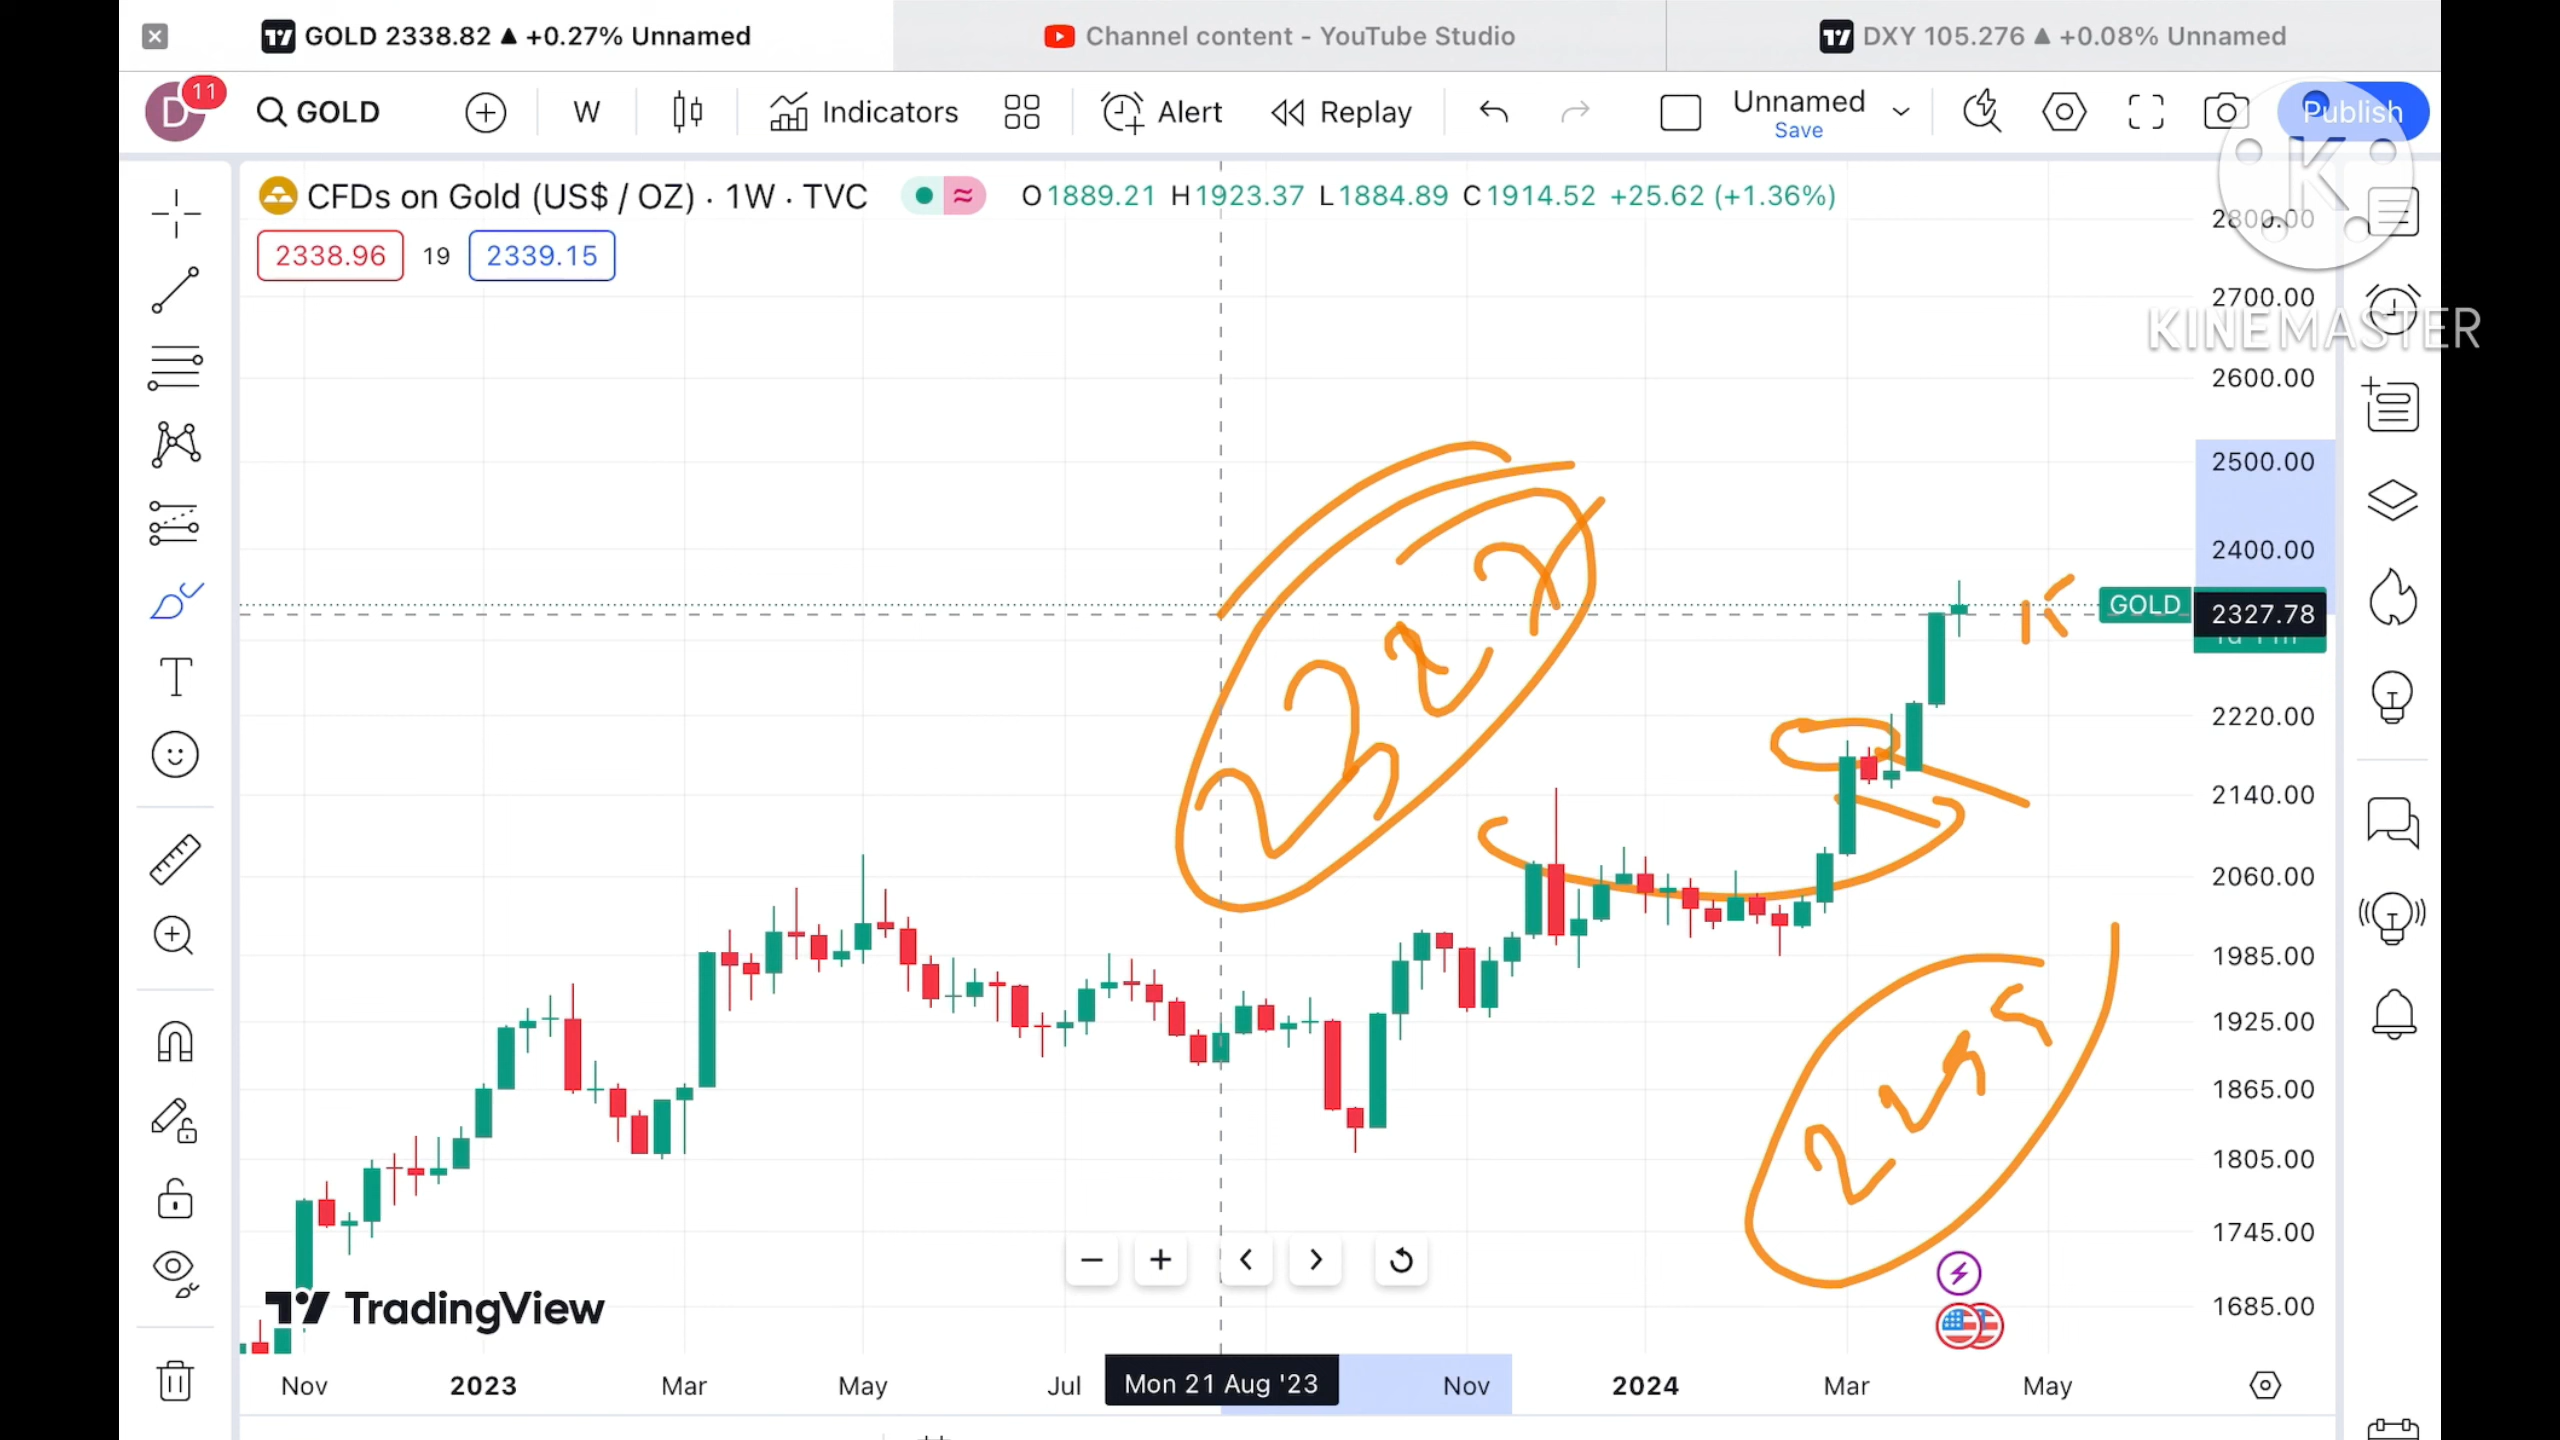 GOLD 2338.82 ▲ +0.27% Unnamed
Channel content - YouTube Studio
DXY 105.276 ▲ +0.08% Unnamed
D 11 GOLD W Indicators Alert Replay Unnamed Save Publish
CFDs on Gold (US$ / OZ) · 1W · TVC O1889.21 H1923.37 L1884.89 C1914.52 +25.62 (+1.36%)
2338.96 19 2339.15
K
KINEMASTER
2800.00
2700.00
2600.00
2500.00
2400.00
GOLD 2327.78
2220.00
2140.00
2060.00
1985.00
1925.00
1865.00
1805.00
1745.00
1685.00
TradingView
Nov 2023 Mar May Jul Mon 21 Aug '23 Nov 2024 Mar May